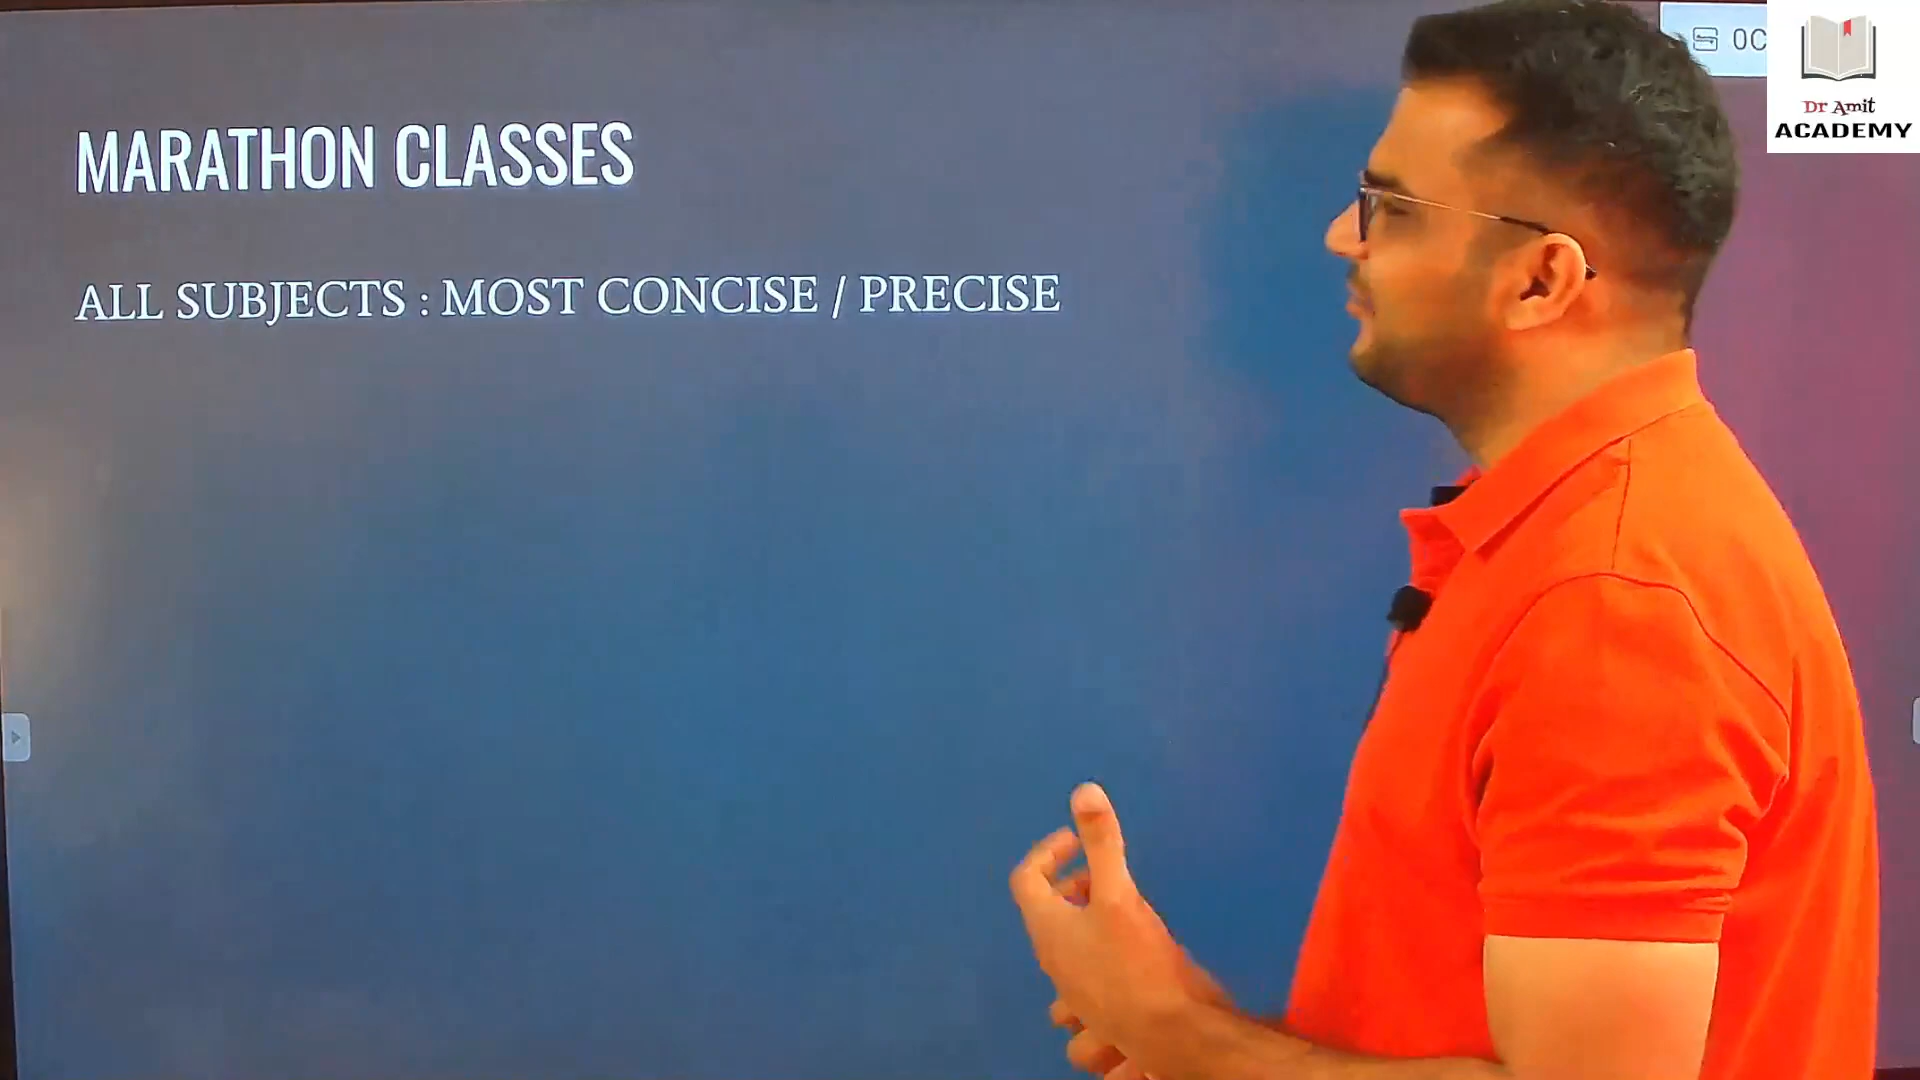 MARATHON CLASSES
ALL SUBJECTS : MOST CONCISE / PRECISE
Dr Amit
ACADEMY